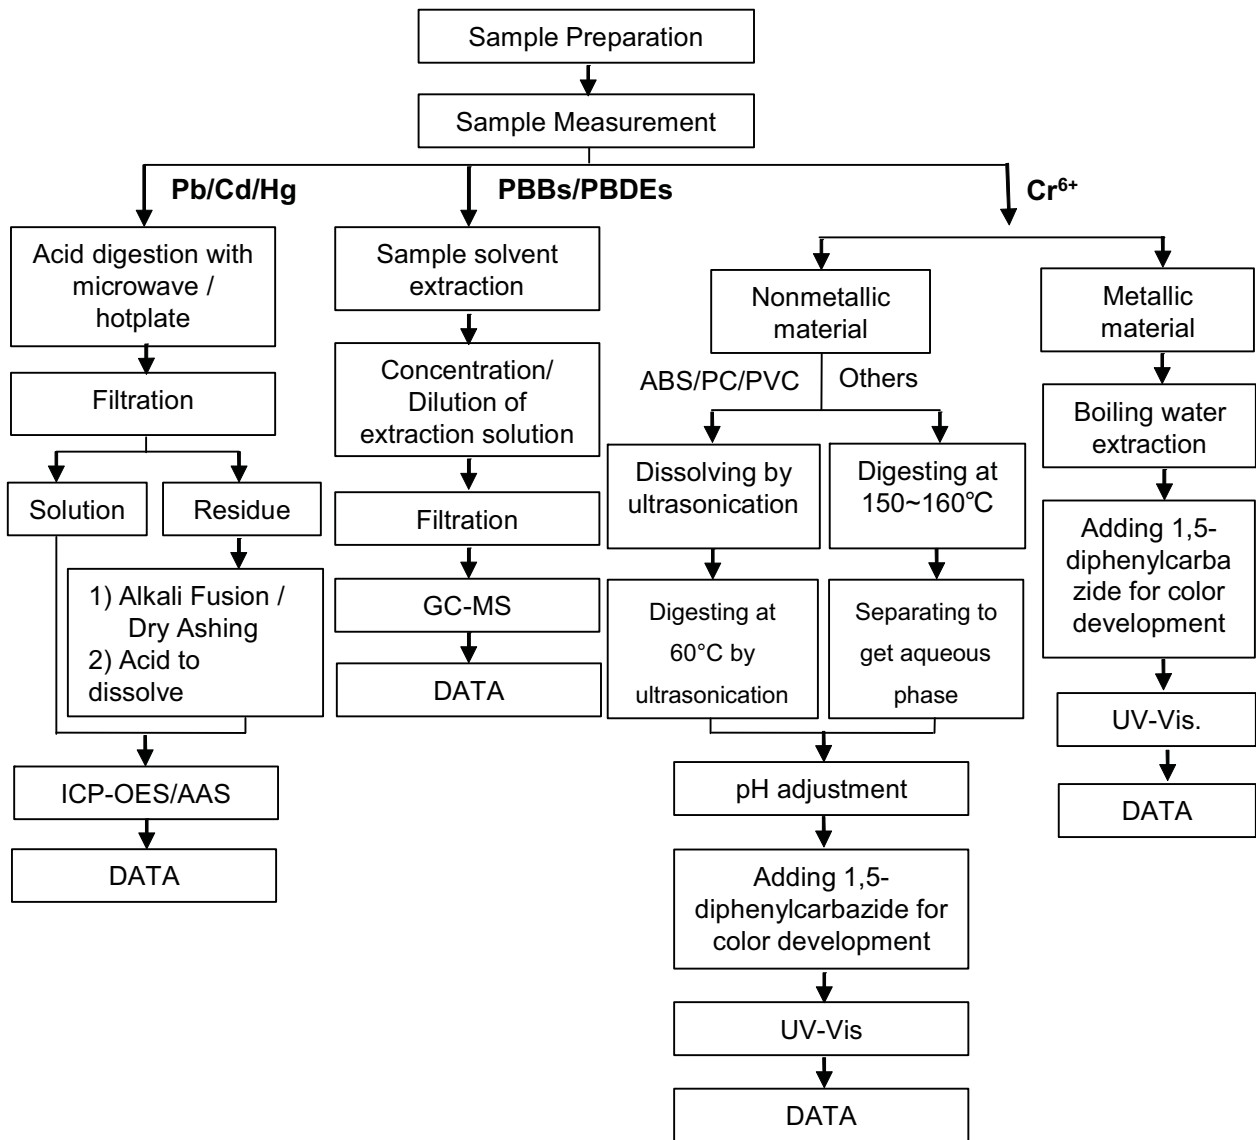 Sample Preparation
Sample Measurement
Pb/Cd/Hg
PBBs/PBDEs
Cr⁶⁺
Acid digestion with
microwave /
hotplate
Filtration
Solution
Residue
1) Alkali Fusion /
Dry Ashing
2) Acid to
dissolve
ICP-OES/AAS
DATA
Sample solvent
extraction
Concentration/
Dilution of
extraction solution
Filtration
GC-MS
DATA
Nonmetallic
material
ABS/PC/PVC
Others
Dissolving by
ultrasonication
Digesting at
60°C by
ultrasonication
Digesting at
150~160℃
Separating to
get aqueous
phase
pH adjustment
Adding 1,5-
diphenylcarbazide for
color development
UV-Vis
DATA
Metallic
material
Boiling water
extraction
Adding 1,5-
diphenylcarba
zide for color
development
UV-Vis.
DATA